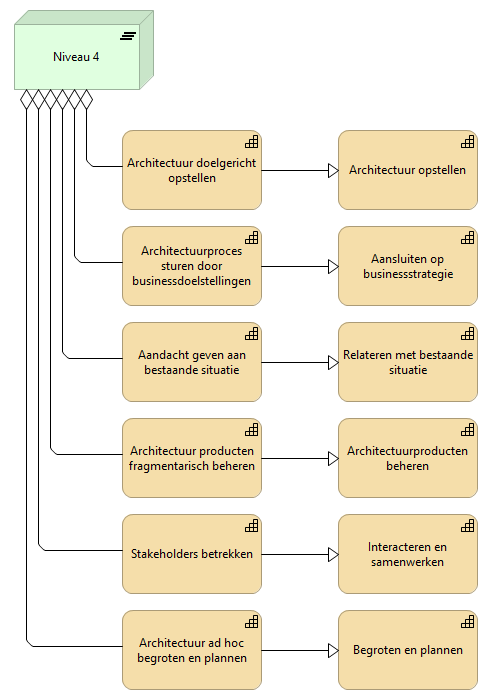 Niveau 4
Architectuur doelgericht
opstellen
Architectuur opstellen
Architectuurproces
sturen door
businessdoelstellingen
Aansluiten op
businessstrategie
Aandacht geven aan
bestaande situatie
Relateren met bestaande
situatie
Architectuur producten
fragmentarisch beheren
Architectuurproducten
beheren
Stakeholders betrekken
Interacteren en
samenwerken
Architectuur ad hoc
begroten en plannen
Begroten en plannen